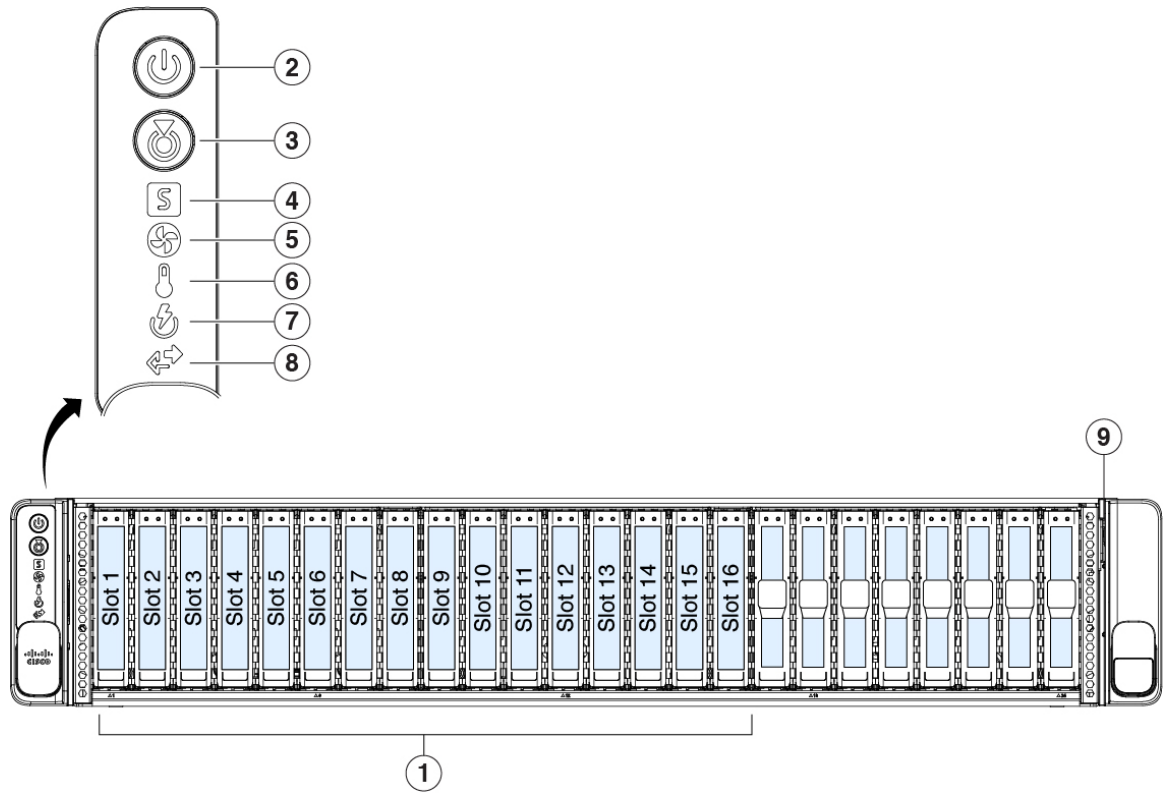 2
3
S
4
5
6
7
8
9
S
Slot 1
Slot 2
Slot 3
Slot 4
Slot 5
Slot 6
Slot 7
Slot 8
Slot 9
Slot 10
Slot 11
Slot 12
Slot 13
Slot 14
Slot 15
Slot 16
CISCO
1